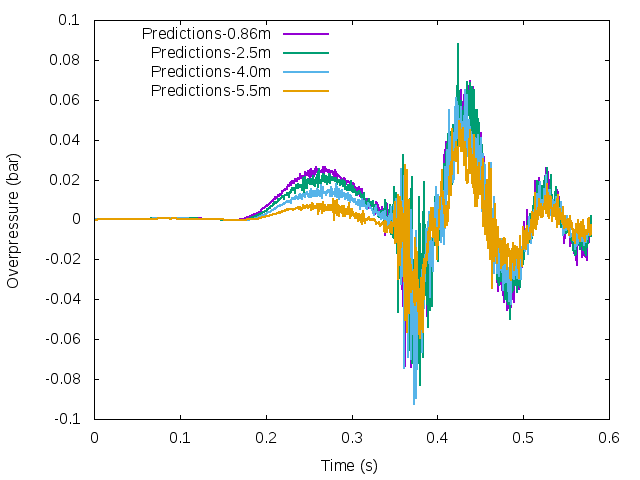 0.1
0.08
0.06
0.04
0.02
0
-0.02
-0.04
-0.06
-0.08
-0.1
Overpressure (bar)
Predictions-0.86m
Predictions-2.5m
Predictions-4.0m
Predictions-5.5m
0 0.1 0.2 0.3 0.4 0.5 0.6
Time (s)